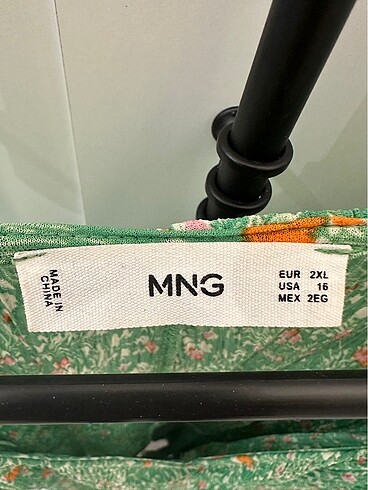 MADE IN
CHINA
MNG
EUR 2XL
USA 16
MEX 2EG